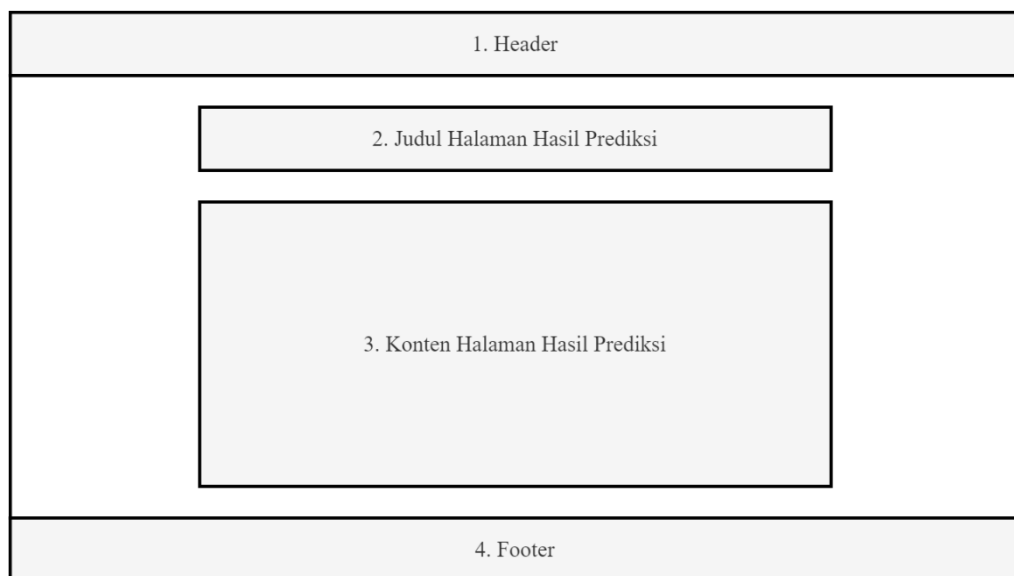 1. Header
2. Judul Halaman Hasil Prediksi
3. Konten Halaman Hasil Prediksi
4. Footer